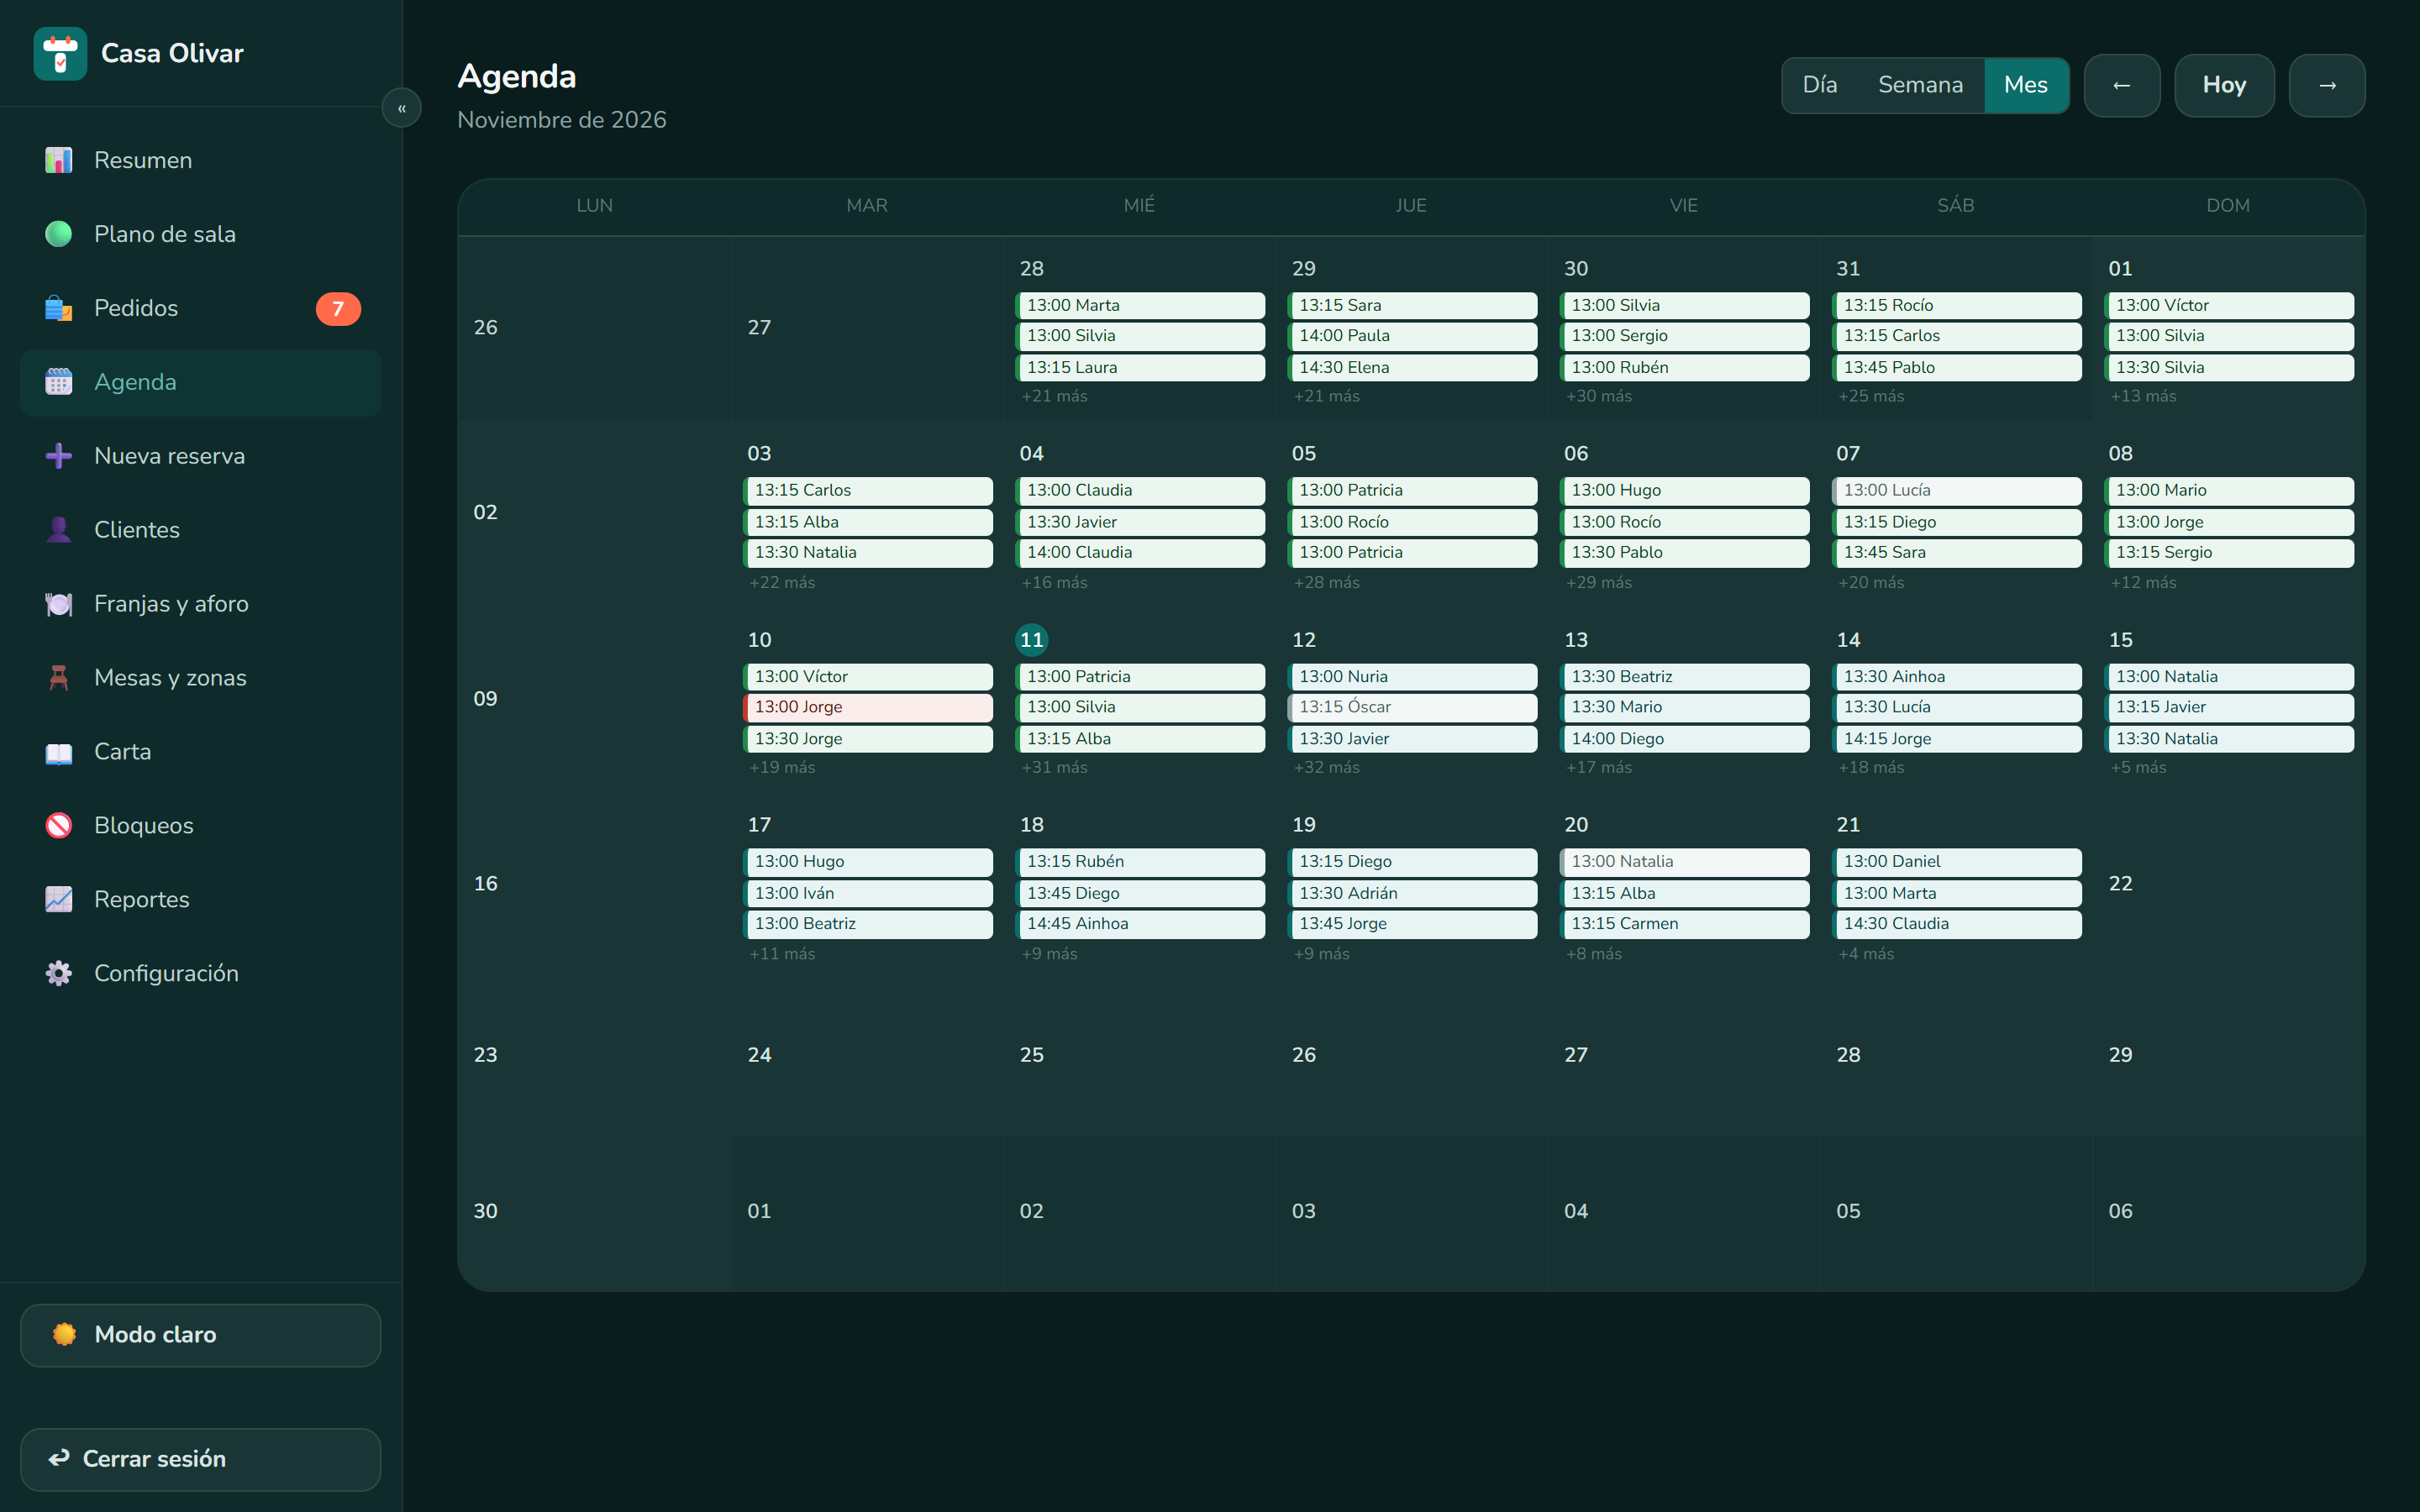 Casa Olivar
«
Resumen
Plano de sala
Pedidos 7
Agenda
Nueva reserva
Clientes
Franjas y aforo
Mesas y zonas
Carta
Bloqueos
Reportes
Configuración
Modo claro
Cerrar sesión
Agenda
Noviembre de 2026
Día Semana Mes ← Hoy →
LUN MAR MIÉ JUE VIE SÁB DOM
26
27
28
13:00 Marta
13:00 Silvia
13:15 Laura
+21 más
29
13:15 Sara
14:00 Paula
14:30 Elena
+21 más
30
13:00 Silvia
13:00 Sergio
13:00 Rubén
+30 más
31
13:15 Rocío
13:15 Carlos
13:45 Pablo
+25 más
01
13:00 Víctor
13:00 Silvia
13:30 Silvia
+13 más
02
03
13:15 Carlos
13:15 Alba
13:30 Natalia
+22 más
04
13:00 Claudia
13:30 Javier
14:00 Claudia
+16 más
05
13:00 Patricia
13:00 Rocío
13:00 Patricia
+28 más
06
13:00 Hugo
13:00 Rocío
13:30 Pablo
+29 más
07
13:00 Lucía
13:15 Diego
13:45 Sara
+20 más
08
13:00 Mario
13:00 Jorge
13:15 Sergio
+12 más
09
10
13:00 Víctor
13:00 Jorge
13:30 Jorge
+19 más
11
13:00 Patricia
13:00 Silvia
13:15 Alba
+31 más
12
13:00 Nuria
13:15 Óscar
13:30 Javier
+32 más
13
13:30 Beatriz
13:30 Mario
14:00 Diego
+17 más
14
13:30 Ainhoa
13:30 Lucía
14:15 Jorge
+18 más
15
13:00 Natalia
13:15 Javier
13:30 Natalia
+5 más
16
17
13:00 Hugo
13:00 Iván
13:00 Beatriz
+11 más
18
13:15 Rubén
13:45 Diego
14:45 Ainhoa
+9 más
19
13:15 Diego
13:30 Adrián
13:45 Jorge
+9 más
20
13:00 Natalia
13:15 Alba
13:15 Carmen
+8 más
21
13:00 Daniel
13:00 Marta
14:30 Claudia
+4 más
22
23 24 25 26 27 28 29
30 01 02 03 04 05 06